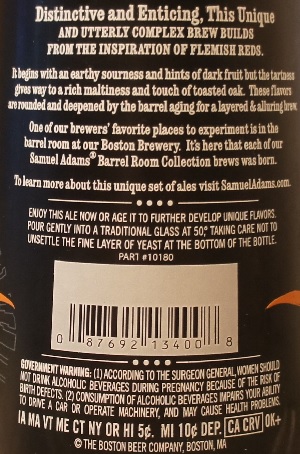 Distinctive and Enticing, This Unique
AND UTTERLY COMPLEX BREW BUILDS
FROM THE INSPIRATION OF FLEMISH REDS.
It begins with an earthy sourness and hints of dark fruit but the tartness
gives way to a rich maltiness and touch of toasted oak. These flavors
are rounded and deepened by the barrel aging for a layered & alluring brew.
One of our brewers' favorite places to experiment is in the
barrel room at our Boston Brewery. It's here that each of our
Samuel Adams® Barrel Room Collection brews was born.
To learn more about this unique set of ales visit SamuelAdams.com.
ENJOY THIS ALE NOW OR AGE IT TO FURTHER DEVELOP UNIQUE FLAVORS.
POUR GENTLY INTO A TRADITIONAL GLASS AT 50,° TAKING CARE NOT TO
UNSETTLE THE FINE LAYER OF YEAST AT THE BOTTOM OF THE BOTTLE.
PART #10180
0 87692 13400 8
GOVERNMENT WARNING: (1) ACCORDING TO THE SURGEON GENERAL, WOMEN SHOULD
NOT DRINK ALCOHOLIC BEVERAGES DURING PREGNANCY BECAUSE OF THE RISK OF
BIRTH DEFECTS. (2) CONSUMPTION OF ALCOHOLIC BEVERAGES IMPAIRS YOUR ABILITY
TO DRIVE A CAR OR OPERATE MACHINERY, AND MAY CAUSE HEALTH PROBLEMS.
IA MA VT ME CT NY OR HI 5¢. MI 10¢ DEP. CA CRV OK+
© THE BOSTON BEER COMPANY, BOSTON, MA